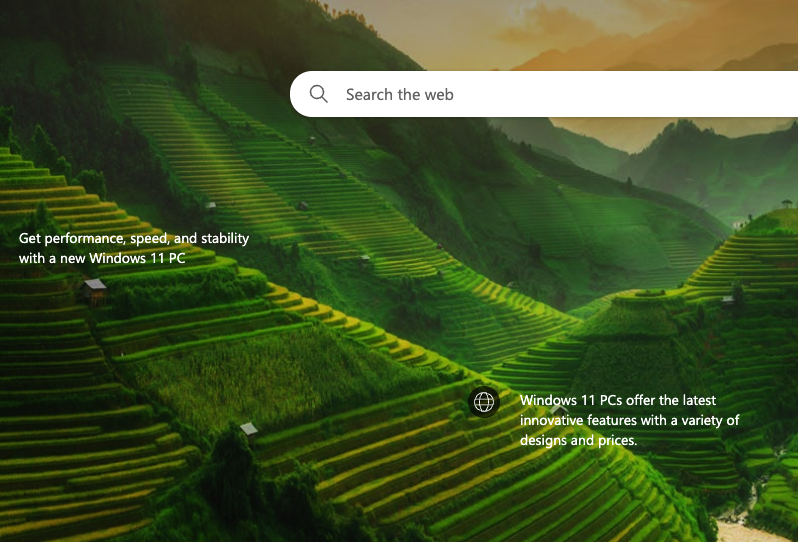 Search the web
Get performance, speed, and stability
with a new Windows 11 PC
Windows 11 PCs offer the latest
innovative features with a variety of
designs and prices.